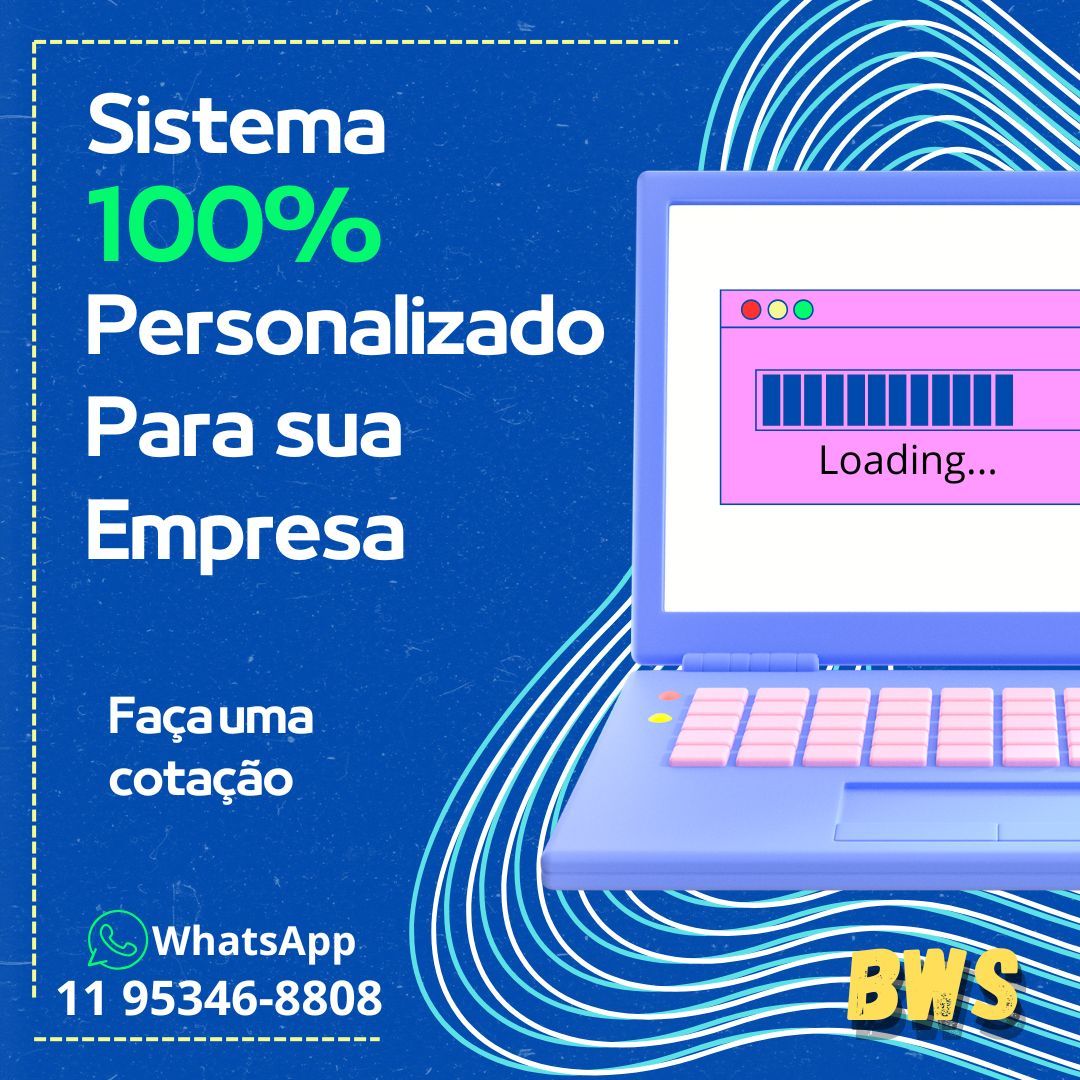 Sistema
100%
Personalizado
Para sua
Empresa
Loading...
Faça uma
cotação
WhatsApp
11 95346-8808
BWS